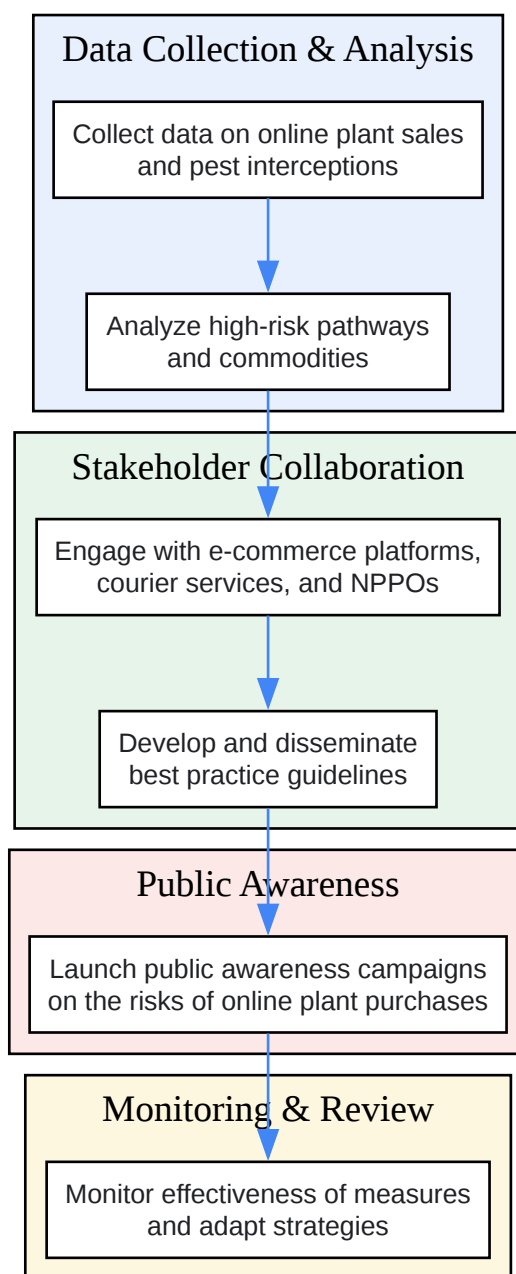 Data Collection & Analysis
Collect data on online plant sales
and pest interceptions
Analyze high-risk pathways
and commodities
Stakeholder Collaboration
Engage with e-commerce platforms,
courier services, and NPPOs
Develop and disseminate
best practice guidelines
Public Awareness
Launch public awareness campaigns
on the risks of online plant purchases
Monitoring & Review
Monitor effectiveness of measures
and adapt strategies